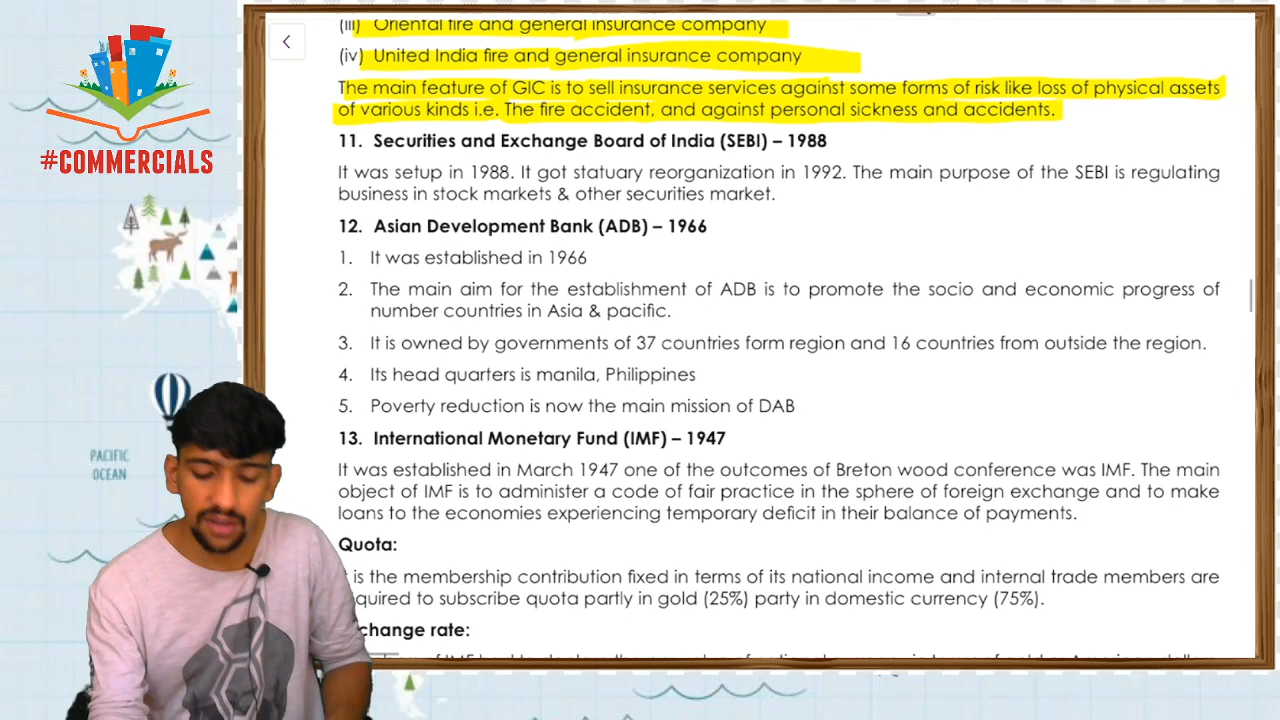 (iii) Oriental fire and general insurance company
(iv) United India fire and general insurance company
The main feature of GIC is to sell insurance services against some forms of risk like loss of physical assets
of various kinds i.e. The fire accident, and against personal sickness and accidents.
#COMMERCIALS
11. Securities and Exchange Board of India (SEBI) – 1988
It was setup in 1988. It got statuary reorganization in 1992. The main purpose of the SEBI is regulating
business in stock markets & other securities market.
12. Asian Development Bank (ADB) – 1966
1. It was established in 1966
2. The main aim for the establishment of ADB is to promote the socio and economic progress of
number countries in Asia & pacific.
3. It is owned by governments of 37 countries form region and 16 countries from outside the region.
4. Its head quarters is manila, Philippines
5. Poverty reduction is now the main mission of DAB
PACIFIC
OCEAN
13. International Monetary Fund (IMF) – 1947
It was established in March 1947 one of the outcomes of Breton wood conference was IMF. The main
object of IMF is to administer a code of fair practice in the sphere of foreign exchange and to make
loans to the economies experiencing temporary deficit in their balance of payments.
Quota:
is the membership contribution fixed in terms of its national income and internal trade members are
quired to subscribe quota partly in gold (25%) party in domestic currency (75%).
change rate: